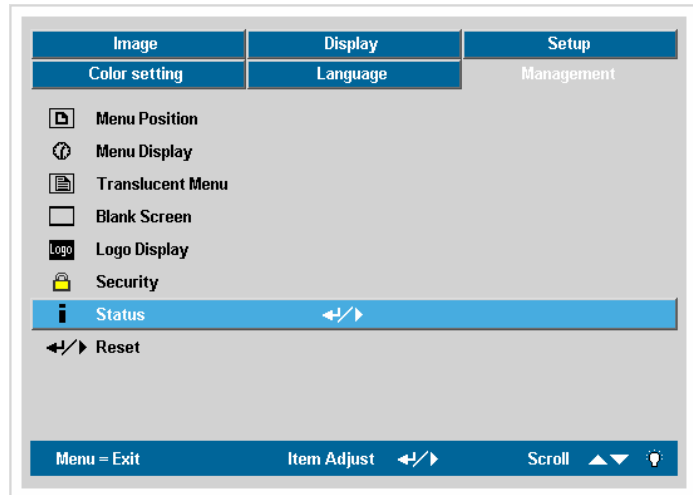 Image Display Setup
Color setting Language Management
Menu Position
Menu Display
Translucent Menu
Blank Screen
Logo Logo Display
Security
i Status
Reset
Menu = Exit Item Adjust Scroll